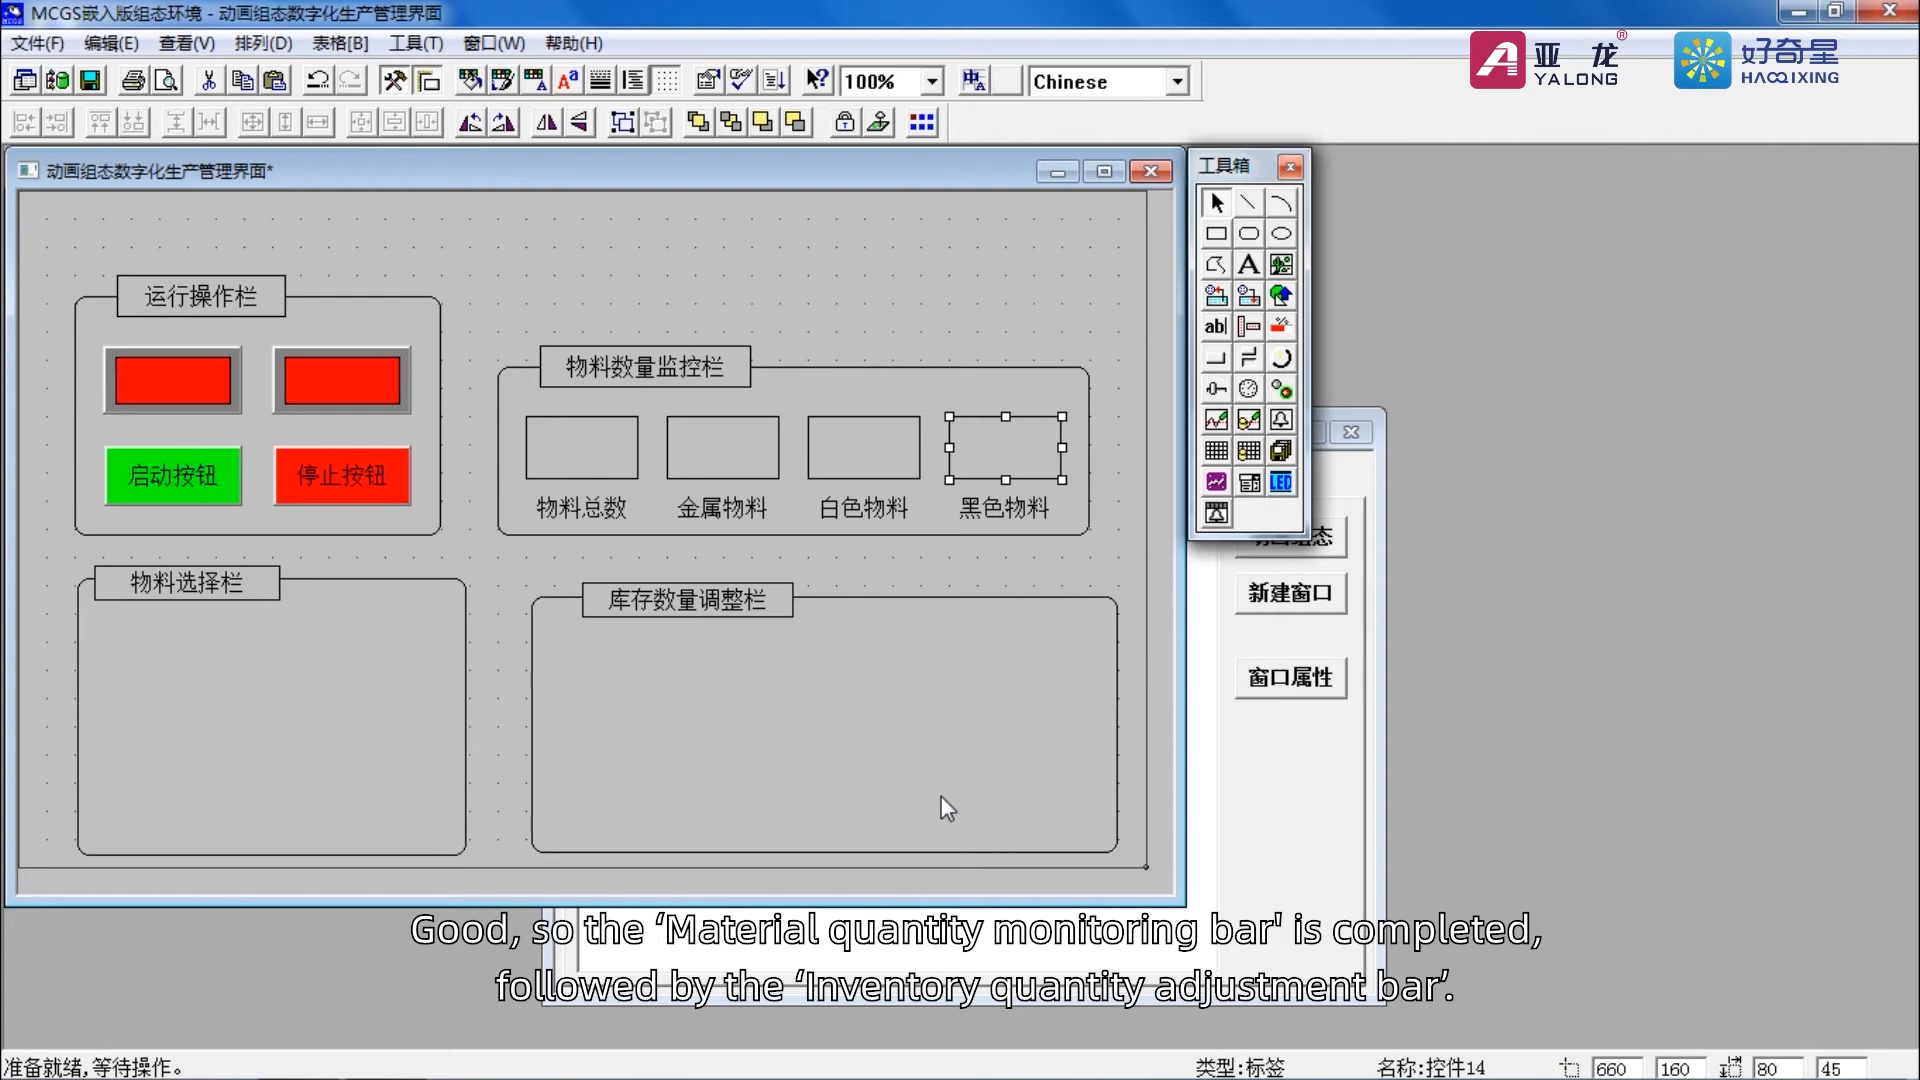 MCGS嵌入版组态环境 - 动画组态数字化生产管理界面
文件(F) 编辑(E) 查看(V) 排列(D) 表格[B] 工具(T) 窗口(W) 帮助(H)
100% Chinese
亚龙® YALONG
好奇星 HAOQIXING
动画组态数字化生产管理界面*
工具箱
运行操作栏
物料数量监控栏
启动按钮 停止按钮
物料总数 金属物料 白色物料 黑色物料
物料选择栏
库存数量调整栏
ab|
LED
新建窗口
窗口属性
Good, so the ‘Material quantity monitoring bar' is completed,
followed by the ‘Inventory quantity adjustment bar’.
准备就绪,等待操作。 类型:标签 名称:控件14 660 160 80 45